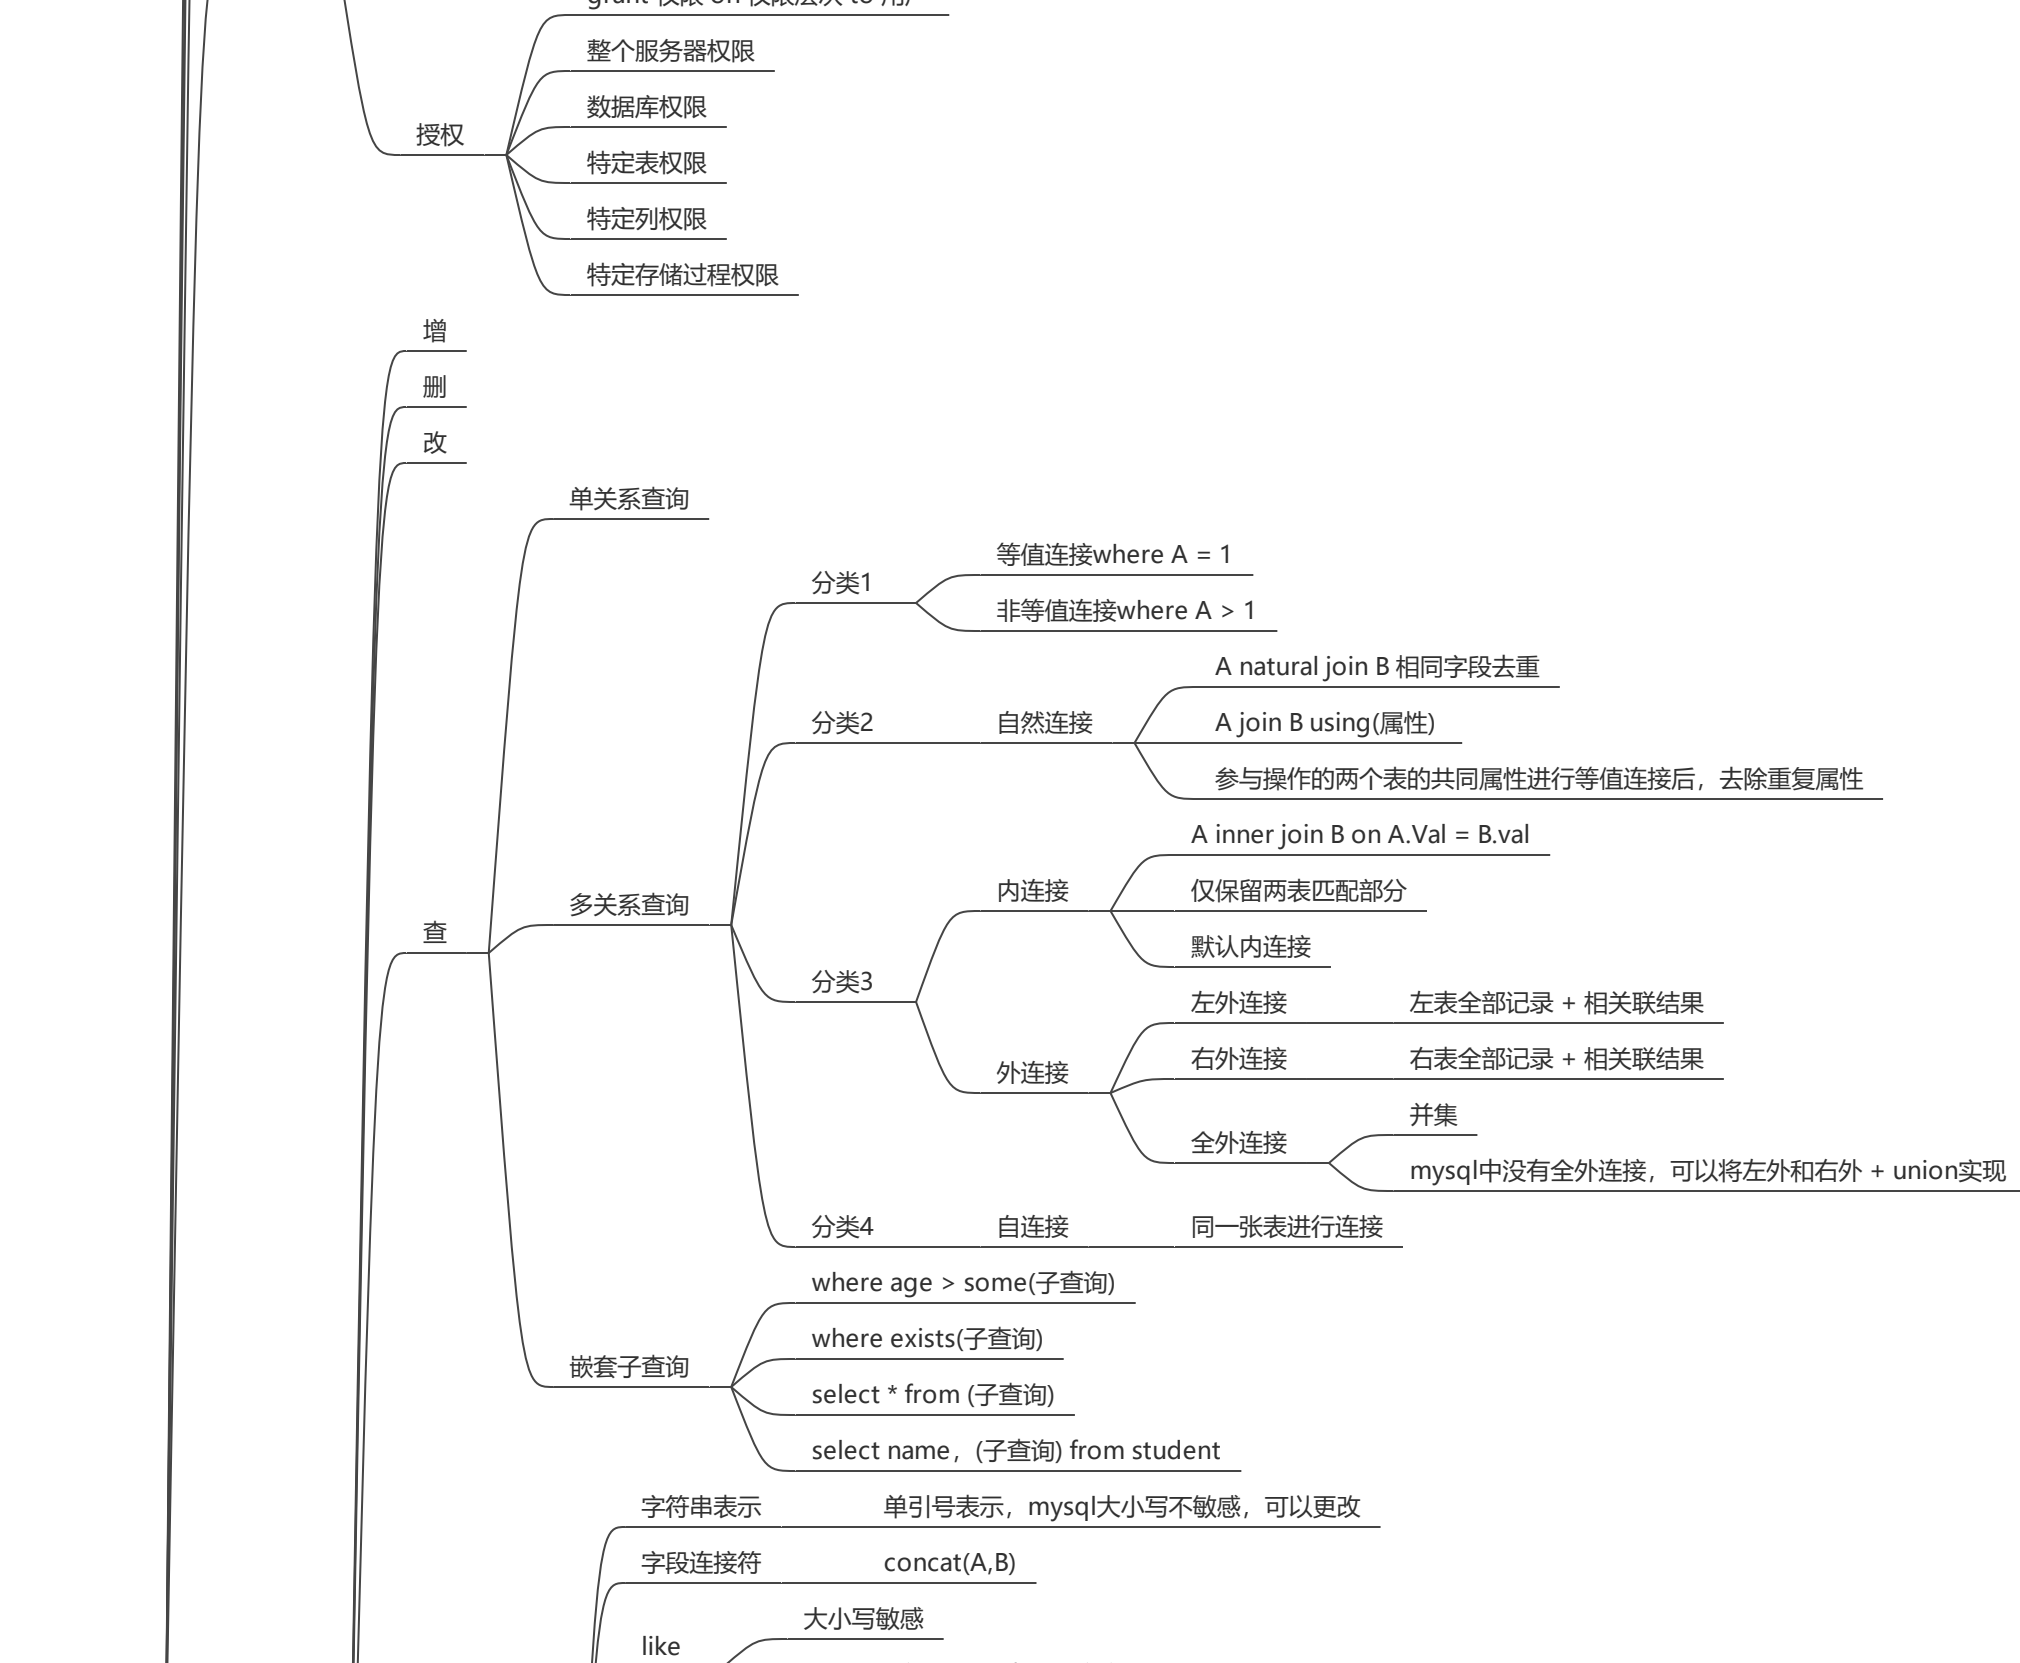 整个服务器权限
数据库权限
授权
特定表权限
特定列权限
特定存储过程权限
增
删
改
单关系查询
等值连接where A = 1
分类1
非等值连接where A > 1
A natural join B 相同字段去重
分类2 自然连接 A join B using(属性)
参与操作的两个表的共同属性进行等值连接后，去除重复属性
A inner join B on A.Val = B.val
内连接 仅保留两表匹配部分
多关系查询
查
默认内连接
分类3
左外连接 左表全部记录 + 相关联结果
右外连接 右表全部记录 + 相关联结果
外连接
并集
全外连接
mysql中没有全外连接，可以将左外和右外 + union实现
分类4 自连接 同一张表进行连接
where age > some(子查询)
where exists(子查询)
嵌套子查询
select * from (子查询)
select name，(子查询) from student
字符串表示 单引号表示，mysql大小写不敏感，可以更改
字段连接符 concat(A,B)
大小写敏感
like